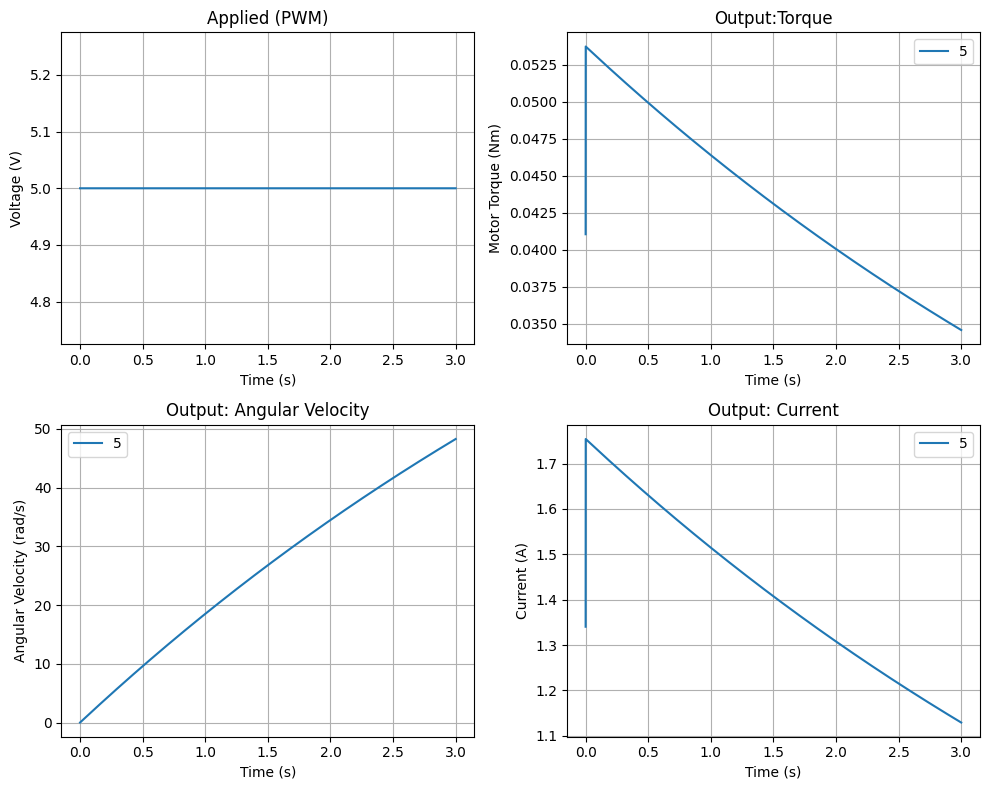 Applied (PWM)
Voltage (V)
5.2
5.1
5.0
4.9
4.8
0.0 0.5 1.0 1.5 2.0 2.5 3.0
Time (s)
Output:Torque
Motor Torque (Nm)
5
0.0525
0.0500
0.0475
0.0450
0.0425
0.0400
0.0375
0.0350
0.0 0.5 1.0 1.5 2.0 2.5 3.0
Time (s)
Output: Angular Velocity
Angular Velocity (rad/s)
5
50
40
30
20
10
0
0.0 0.5 1.0 1.5 2.0 2.5 3.0
Time (s)
Output: Current
Current (A)
5
1.7
1.6
1.5
1.4
1.3
1.2
1.1
0.0 0.5 1.0 1.5 2.0 2.5 3.0
Time (s)